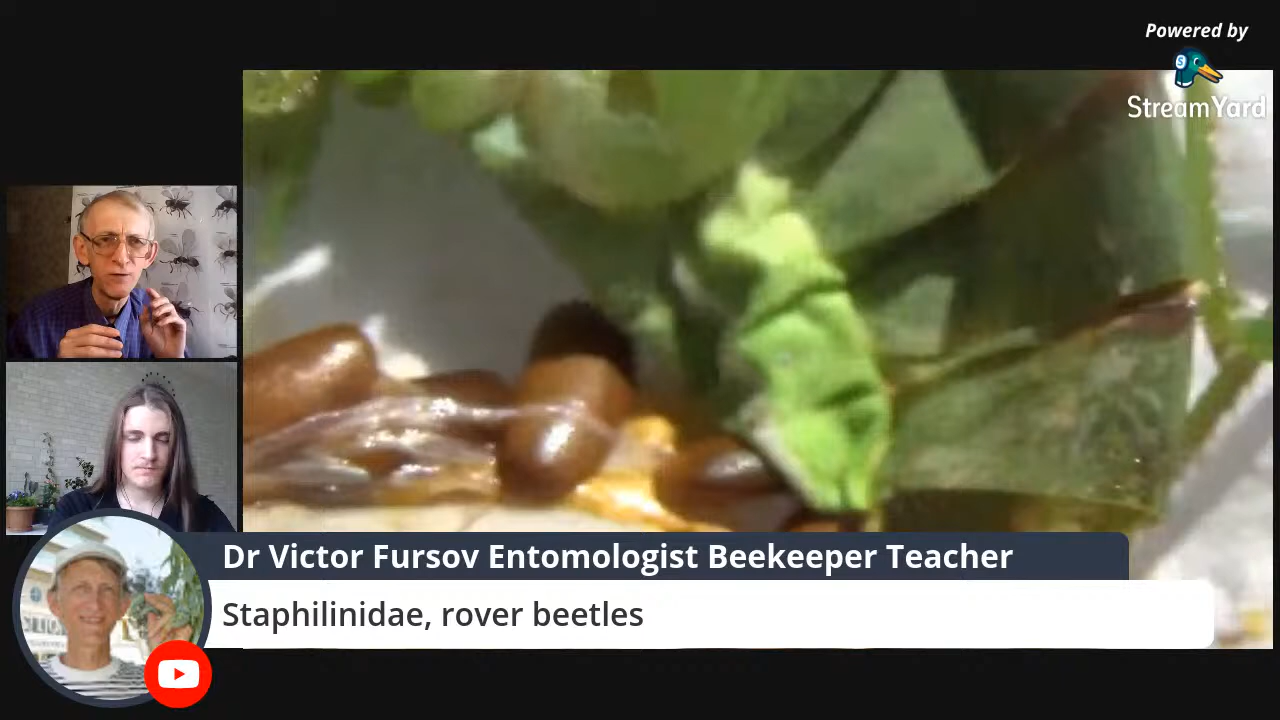 Powered by
StreamYard
Dr Victor Fursov Entomologist Beekeeper Teacher
Staphilinidae, rover beetles